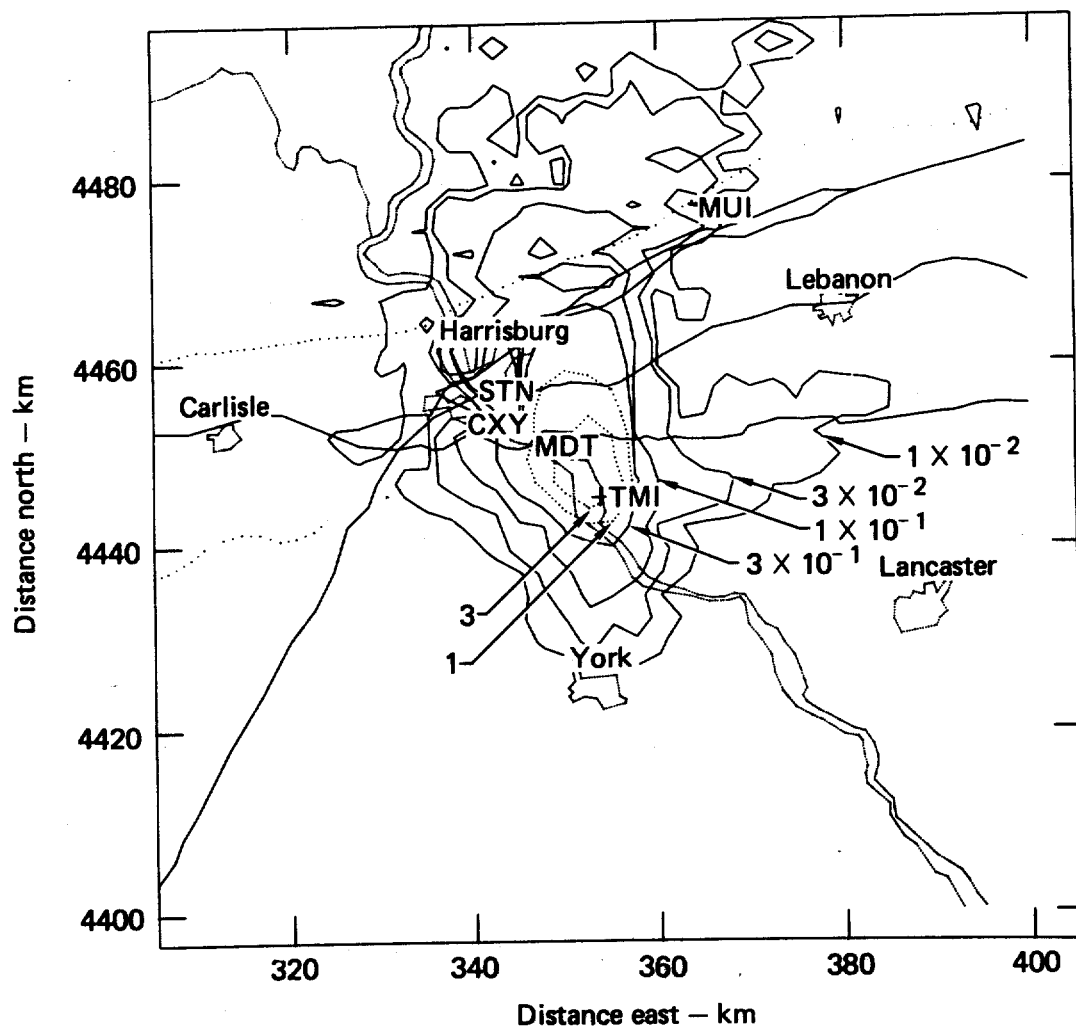 4480
4460
4440
4420
4400
Distance north — km
320
340
360
380
400
Distance east — km
MUI
Lebanon
Harrisburg
STN
Carlisle
CXY
MDT
1 × 10⁻²
+TMI
3 × 10⁻²
1 × 10⁻¹
3 × 10⁻¹
Lancaster
3
1
York